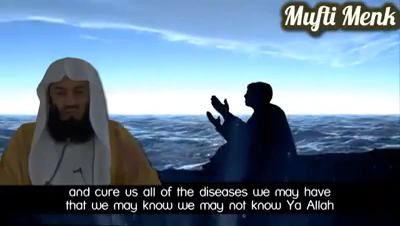 Mufti Menk
and cure us all of the diseases we may have
that we may know we may not know Ya Allah